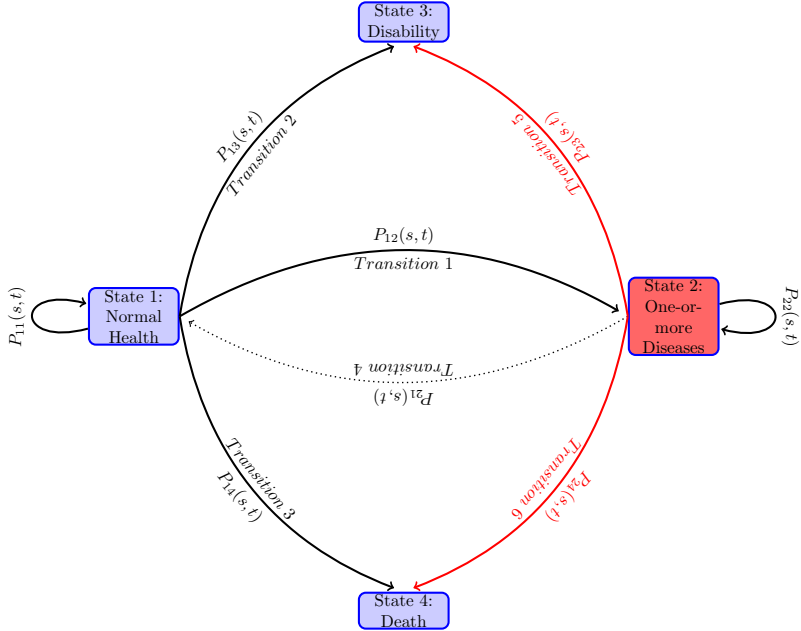 State 3:
Disability
P₁₃(s, t)
Transition 2
P₂₃(s, t)
Transition 5
P₁₂(s, t)
Transition 1
P₁₁(s, t)
State 1:
Normal
Health
State 2:
One-or-
more
Diseases
P₂₂(s, t)
Transition 4
P₂₁(s, t)
Transition 3
P₁₄(s, t)
Transition 6
P₂₄(s, t)
State 4:
Death